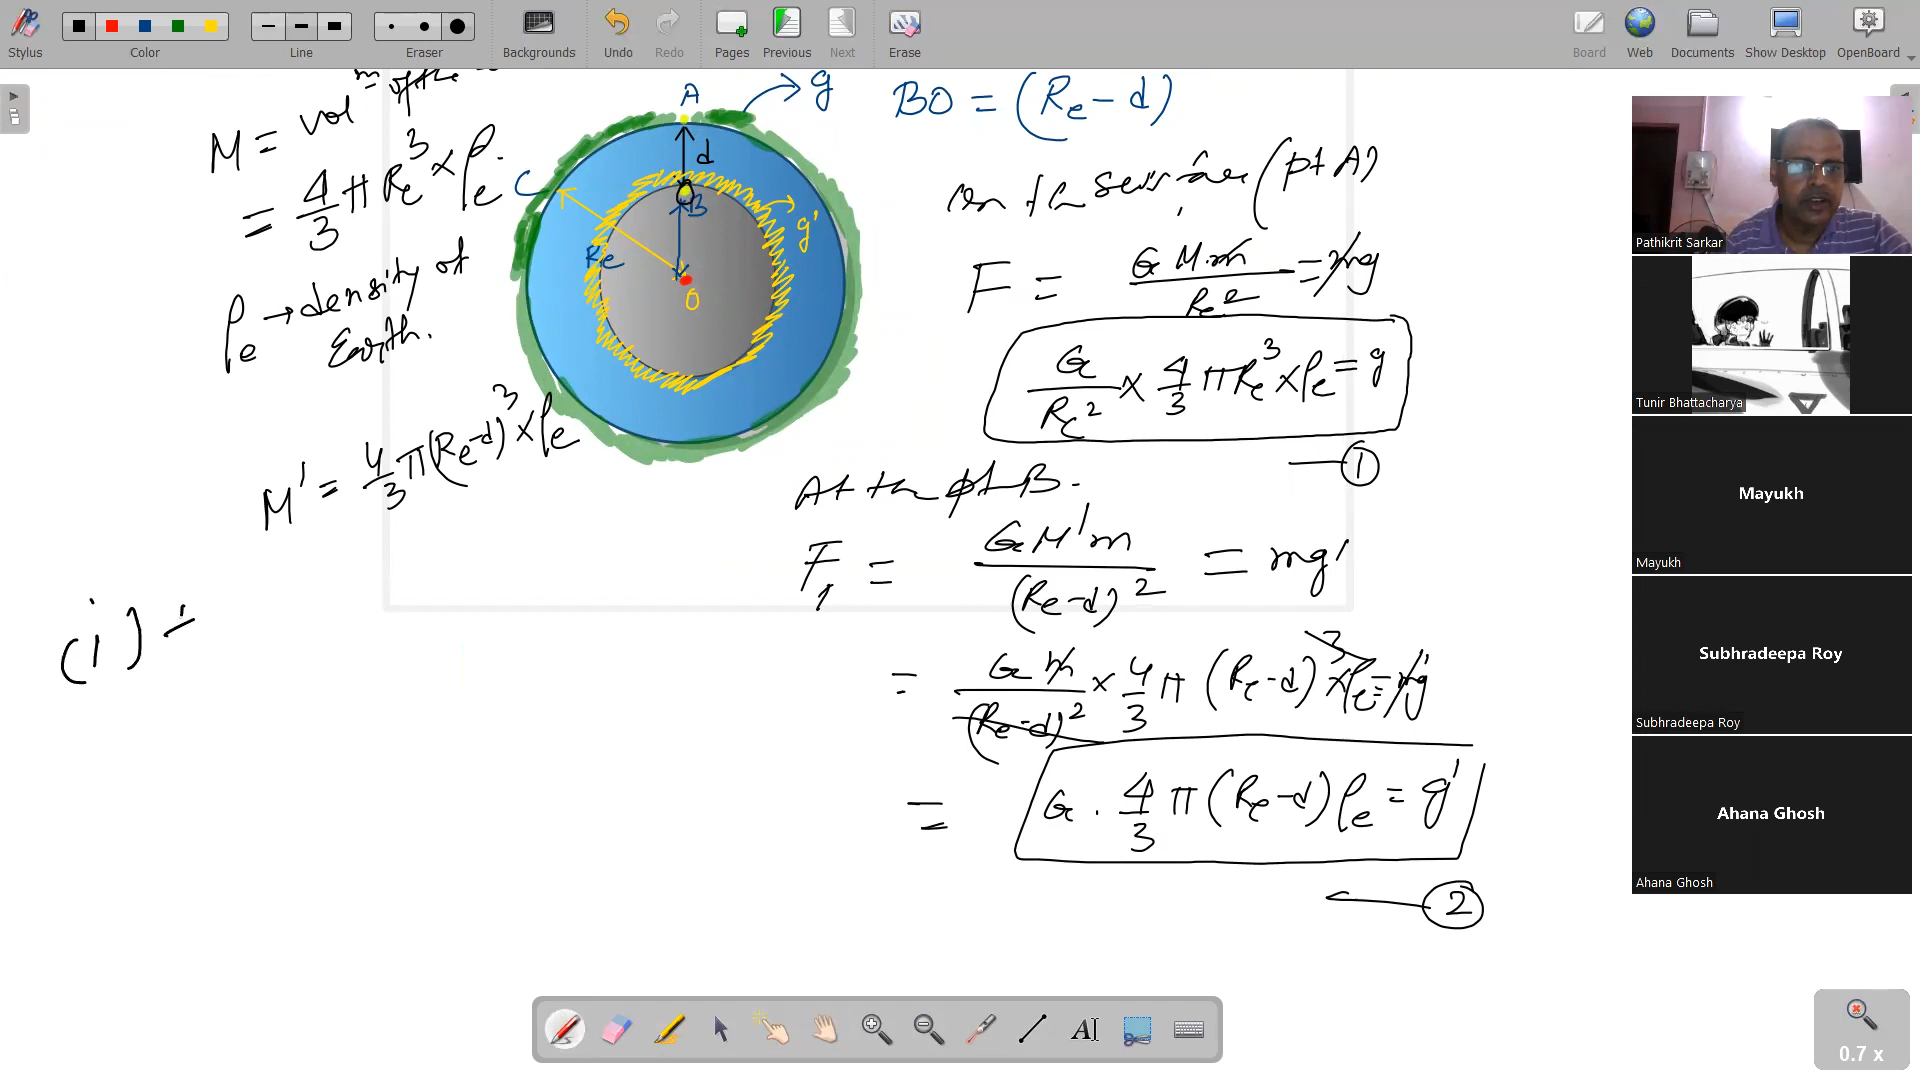 Stylus
Color
Line
Eraser
Backgrounds
Undo
Redo
Pages
Previous
Next
Erase
Board
Web
Documents
Show Desktop
OpenBoard
M = vol^m of the
= 4/3 π Re³ × ρe
ρe → density of
Earth.
M' = 4/3 π(Re-d)³ × ρe
(i) ÷
A
g
d
C
B
g'
Re
O
BO = (Re - d)
On the surface (pt A)
F = G M m / Re² = mg
G / Re² × 4/3 πRe³ × ρe = g
1
At the pt B.
F₁ = G M' m / (Re-d)² = mg'
= G m / (Re-d)² × 4/3 π (Re-d)³ × ρe = mg'
= G . 4/3 π (Re-d) ρe = g'
2
Pathikrit Sarkar
Tunir Bhattacharya
Mayukh
Mayukh
Subhradeepa Roy
Subhradeepa Roy
Ahana Ghosh
Ahana Ghosh
0.7 x